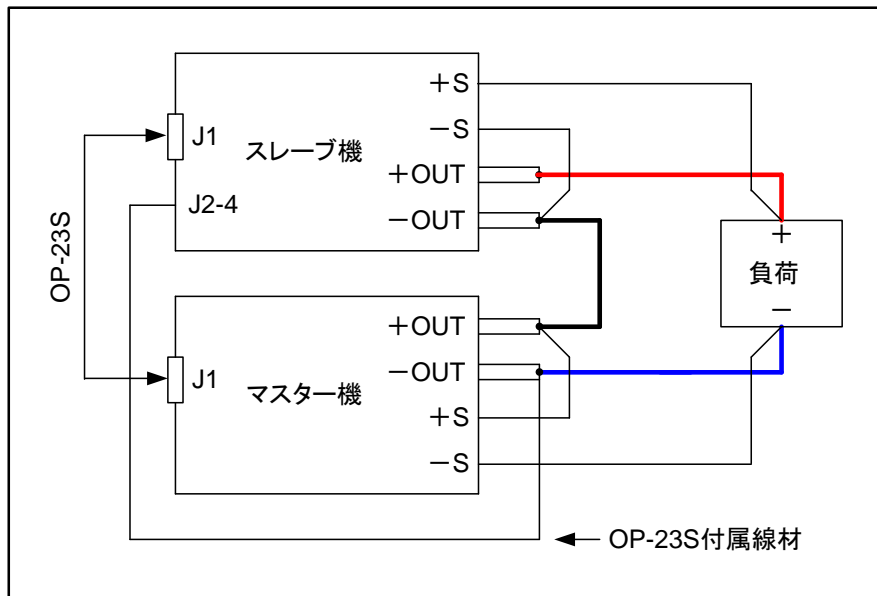 +S
-S
J1
スレーブ機
+OUT
J2-4
-OUT
OP-23S
+
負荷
-
+OUT
J1
-OUT
マスター機
+S
-S
OP-23S付属線材